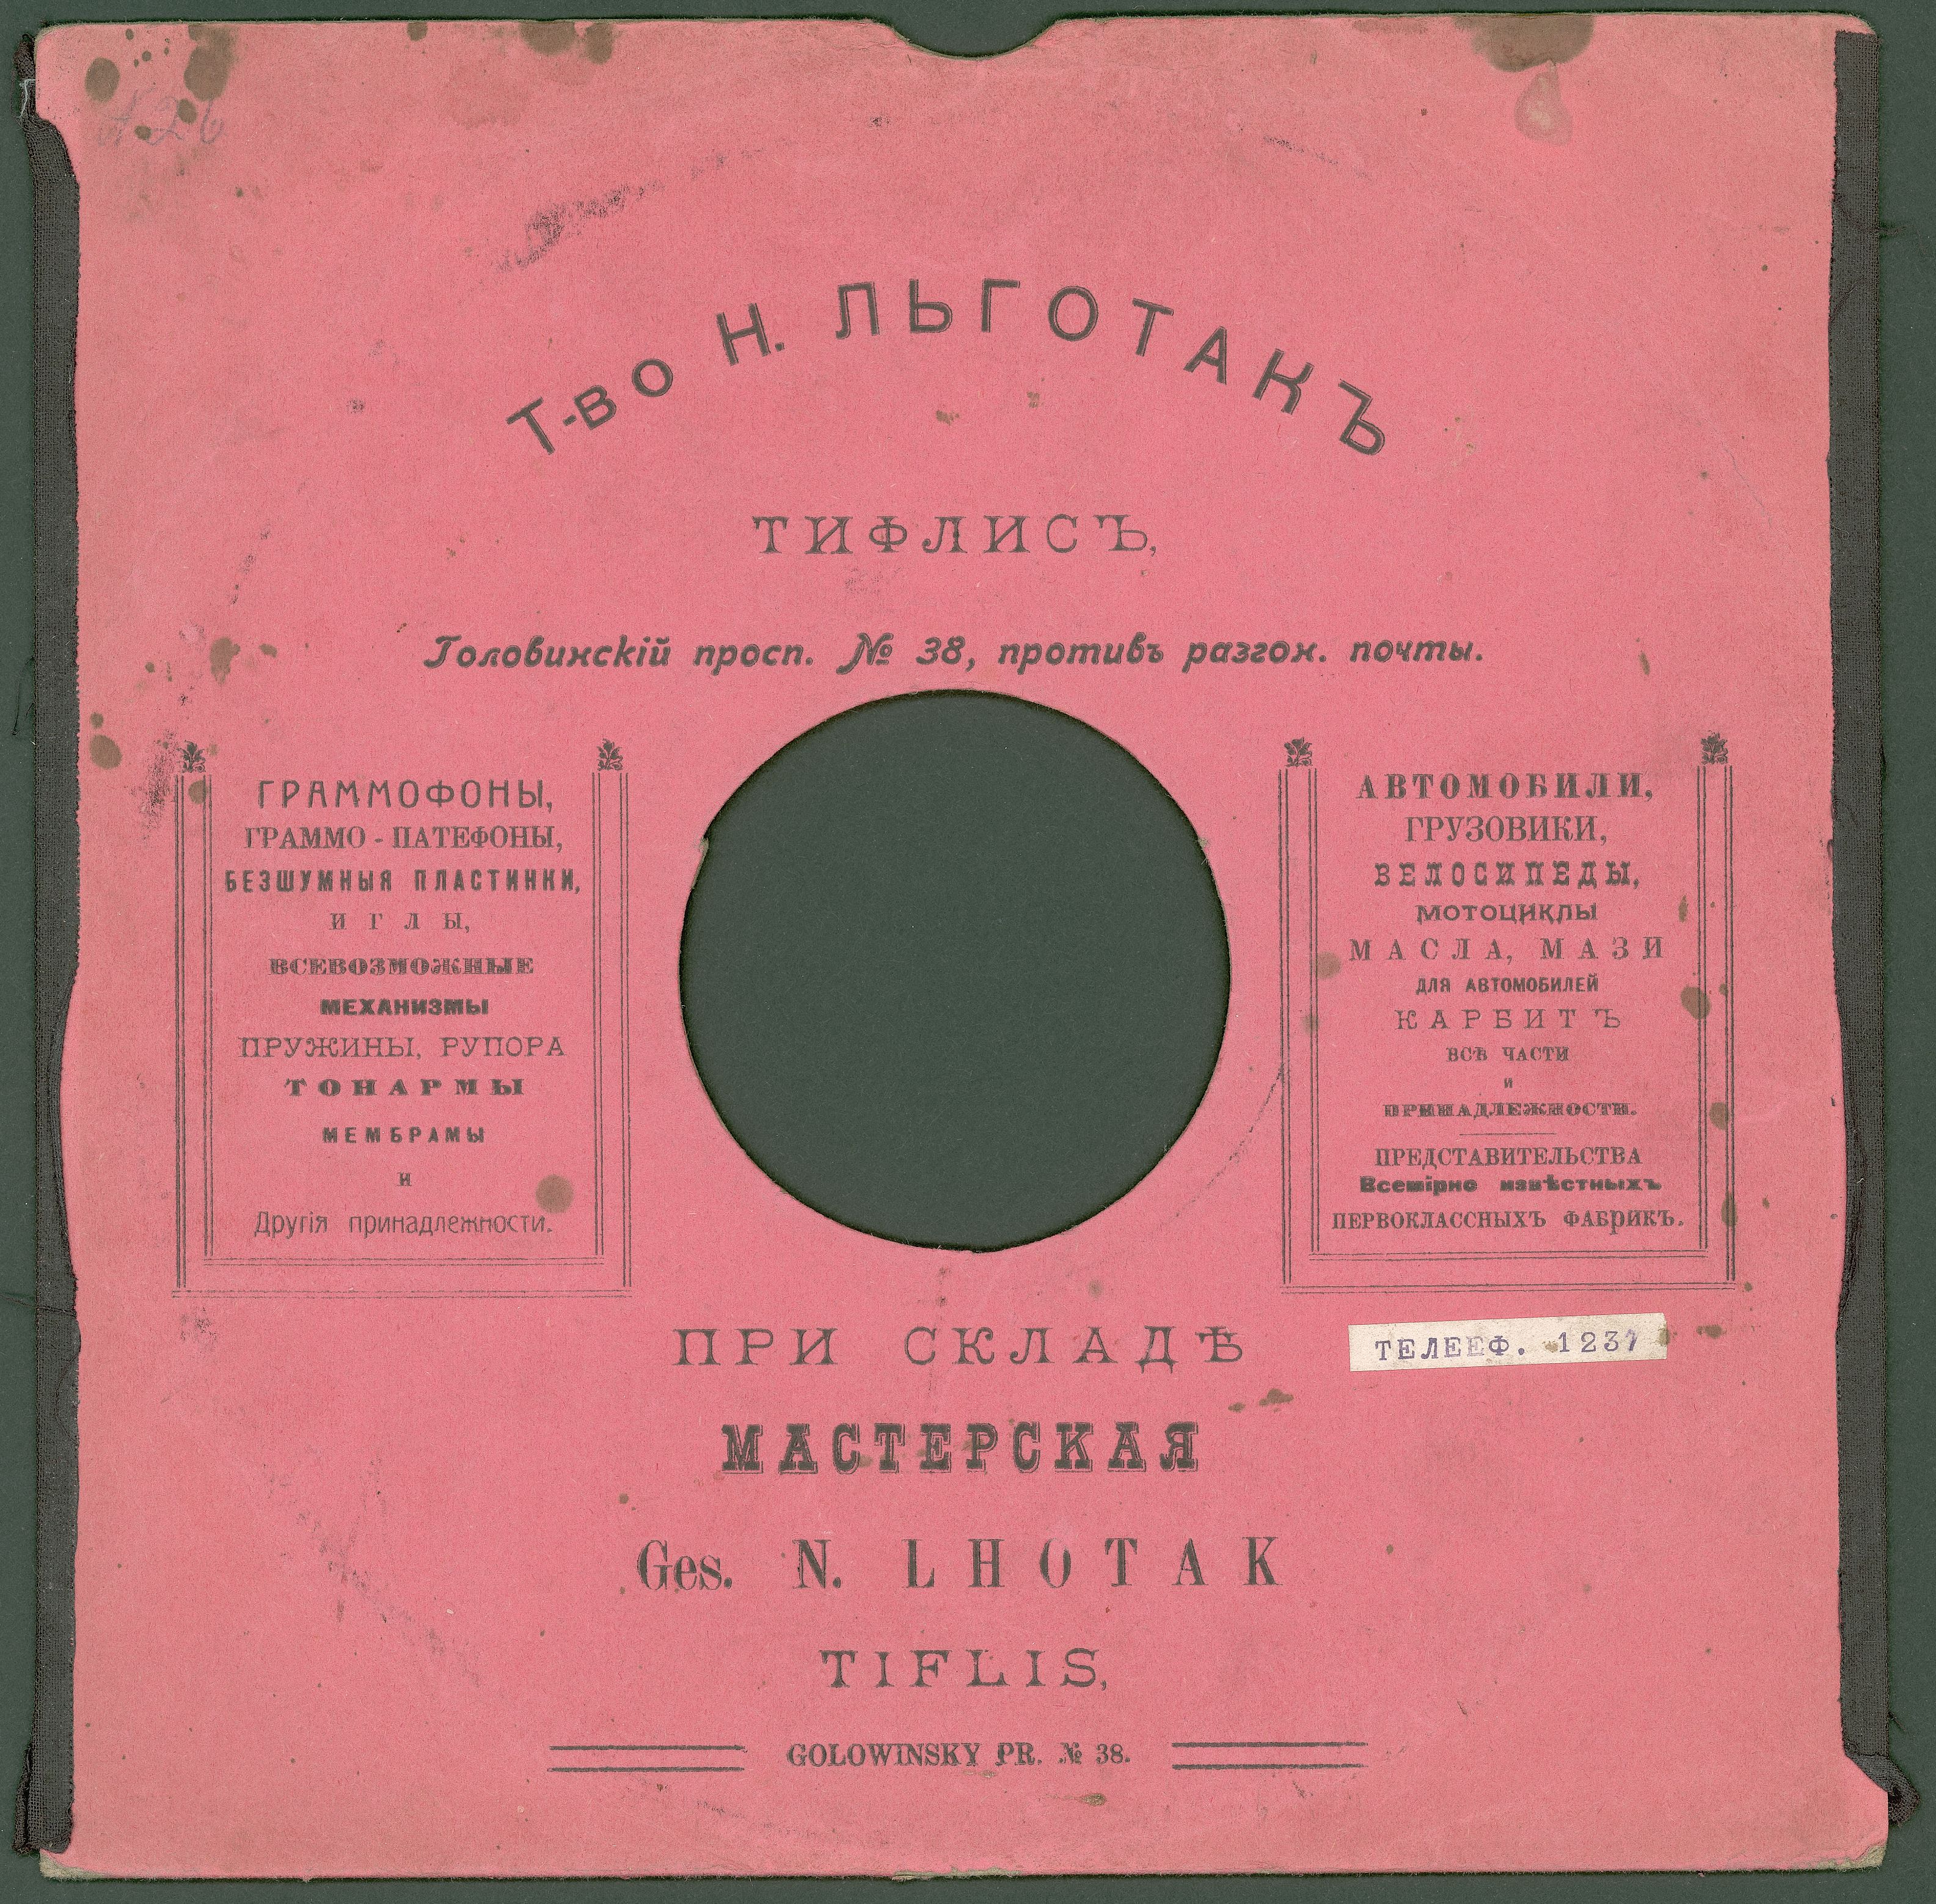 Т-во Н. ЛЬГОТАКЪ
ТИФЛИСЪ,
Головинскій просп. № 38, противъ разгон. почты.
ГРАММОФОНЫ,
ГРАММО - ПАТЕФОНЫ,
БЕЗШУМНЫЯ ПЛАСТИНКИ,
ИГЛЫ,
ВСЕВОЗМОЖНЫЕ
МЕХАНИЗМЫ
ПРУЖИНЫ, РУПОРА
ТОНАРМЫ
МЕМБРАМЫ
и
Другія принадлежности.
АВТОМОБИЛИ,
ГРУЗОВИКИ,
ВЕЛОСИПЕДЫ,
МОТОЦИКЛЫ
МАСЛА, МАЗИ
ДЛЯ АВТОМОБИЛЕЙ
КАРБИТЪ
ВСѢ ЧАСТИ
и
ПРИНАДЛЕЖНОСТИ.
ПРЕДСТАВИТЕЛЬСТВА
Всемірно извѣстныхъ
ПЕРВОКЛАССНЫХЪ ФАБРИКЪ.
ТЕЛЕЕФ. 1237
ПРИ СКЛАДѢ
МАСТЕРСКАЯ
Ges. N. LHOTAK
TIFLIS,
GOLOWINSKY PR. № 38.